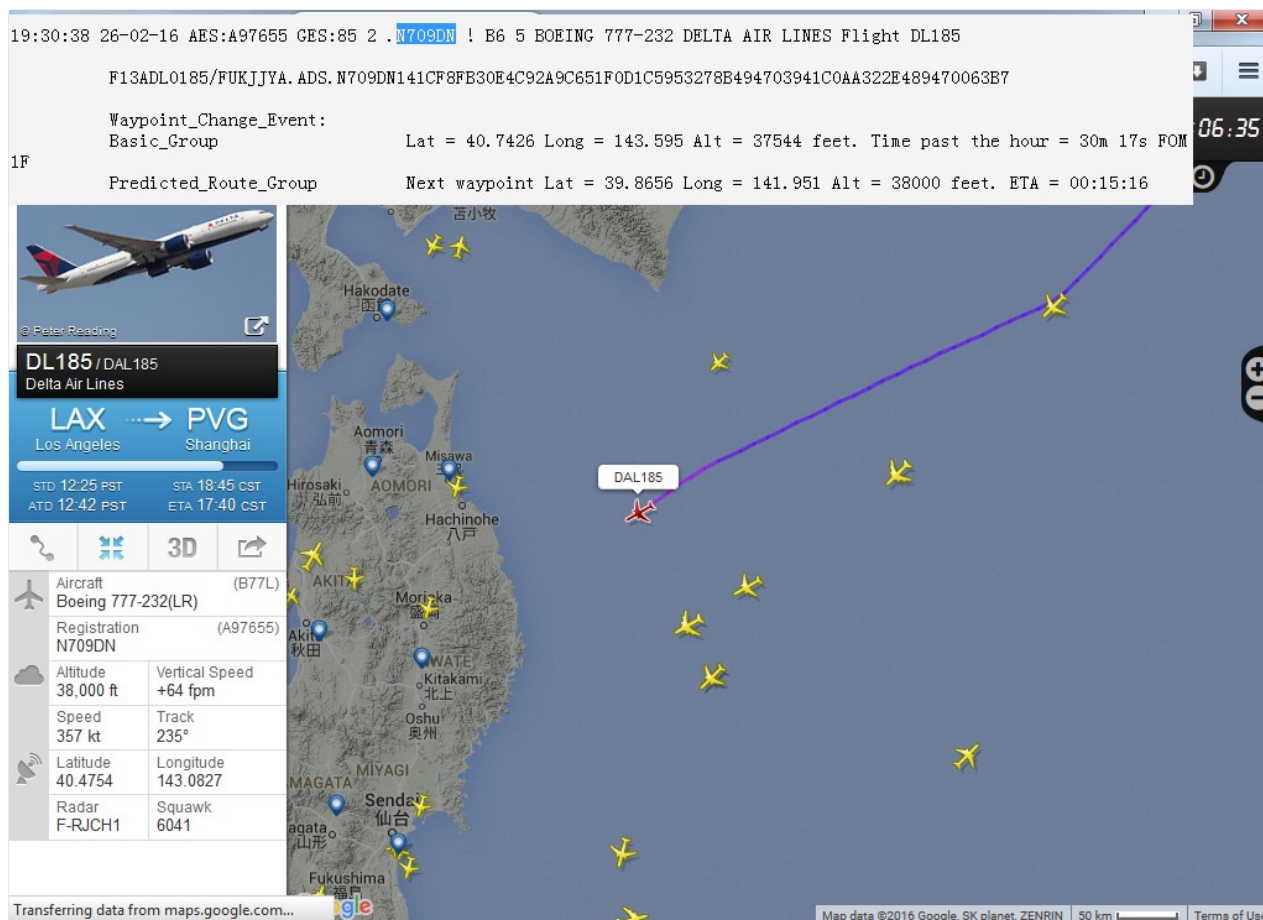 19:30:38 26-02-16 AES:A97655 GES:85 2 .N709DN ! B6 5 BOEING 777-232 DELTA AIR LINES Flight DL185
F13ADL0185/FUKJJYA.ADS.N709DN141CF8FB30E4C92A9C651F0D1C5953278B494703941C0AA322E489470063B7
Waypoint_Change_Event:
Basic_Group Lat = 40.7426 Long = 143.595 Alt = 37544 feet. Time past the hour = 30m 17s FOM
1F
Predicted_Route_Group Next waypoint Lat = 39.8656 Long = 141.951 Alt = 38000 feet. ETA = 00:15:16
:06:35
苫小牧
DELTA
© Peter Reading
DL185 / DAL185
Delta Air Lines
LAX PVG
Los Angeles Shanghai
STD 12:25 PST STA 18:45 CST
ATD 12:42 PST ETA 17:40 CST
3D
Aircraft (B77L)
Boeing 777-232(LR)
Registration (A97655)
N709DN
Altitude Vertical Speed
38,000 ft +64 fpm
Speed Track
357 kt 235°
Latitude Longitude
40.4754 143.0827
Radar Squawk
F-RJCH1 6041
Hakodate
Aomori
青森
Misawa
Hirosaki
弘前
AOMORI
Hachinohe
八戸
DAL185
AKITA
Morioka
盛岡
Akita
秋田
IWATE
Kitakami
北上
Oshu
奥州
MIYAGI
MAGATA
Sendai
仙台
agata
山形
Fukushima
福島
Transferring data from maps.google.com...
ogle
Map data ©2016 Google, SK planet, ZENRIN 50 km Terms of Use